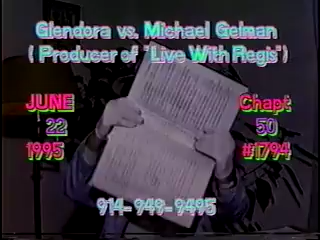 Glendora vs. Michael Gelman
( Producer of "Live With Regis")
JUNE
22
1995
Chapt
50
#1794
914-949-9495